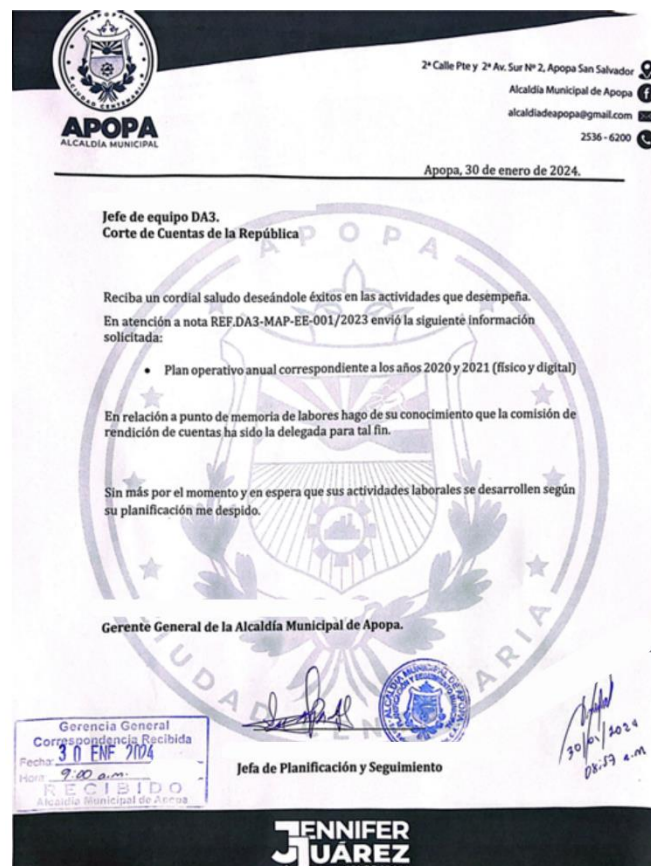 CIUDAD CENTENARIA
APOPA
ALCALDÍA MUNICIPAL
2ª Calle Pte y 2ª Av. Sur Nº 2, Apopa San Salvador
Alcaldía Municipal de Apopa
alcaldiadeapopa@gmail.com
2536 - 6200
Apopa, 30 de enero de 2024.
Jefe de equipo DA3.
Corte de Cuentas de la República
Reciba un cordial saludo deseándole éxitos en las actividades que desempeña.
En atención a nota REF.DA3-MAP-EE-001/2023 envió la siguiente información
solicitada:
• Plan operativo anual correspondiente a los años 2020 y 2021 (físico y digital)
En relación a punto de memoria de labores hago de su conocimiento que la comisión de
rendición de cuentas ha sido la delegada para tal fin.
Sin más por el momento y en espera que sus actividades laborales se desarrollen según
su planificación me despido.
Gerente General de la Alcaldía Municipal de Apopa.
Jefa de Planificación y Seguimiento
Gerencia General
Correspondencia Recibida
Fecha: 30 ENE 2024
Hora: 9:00 a.m.
RECIBIDO
Alcaldía Municipal de Apopa
30/01/2024
08:57 a.m
JENNIFER
JUÁREZ